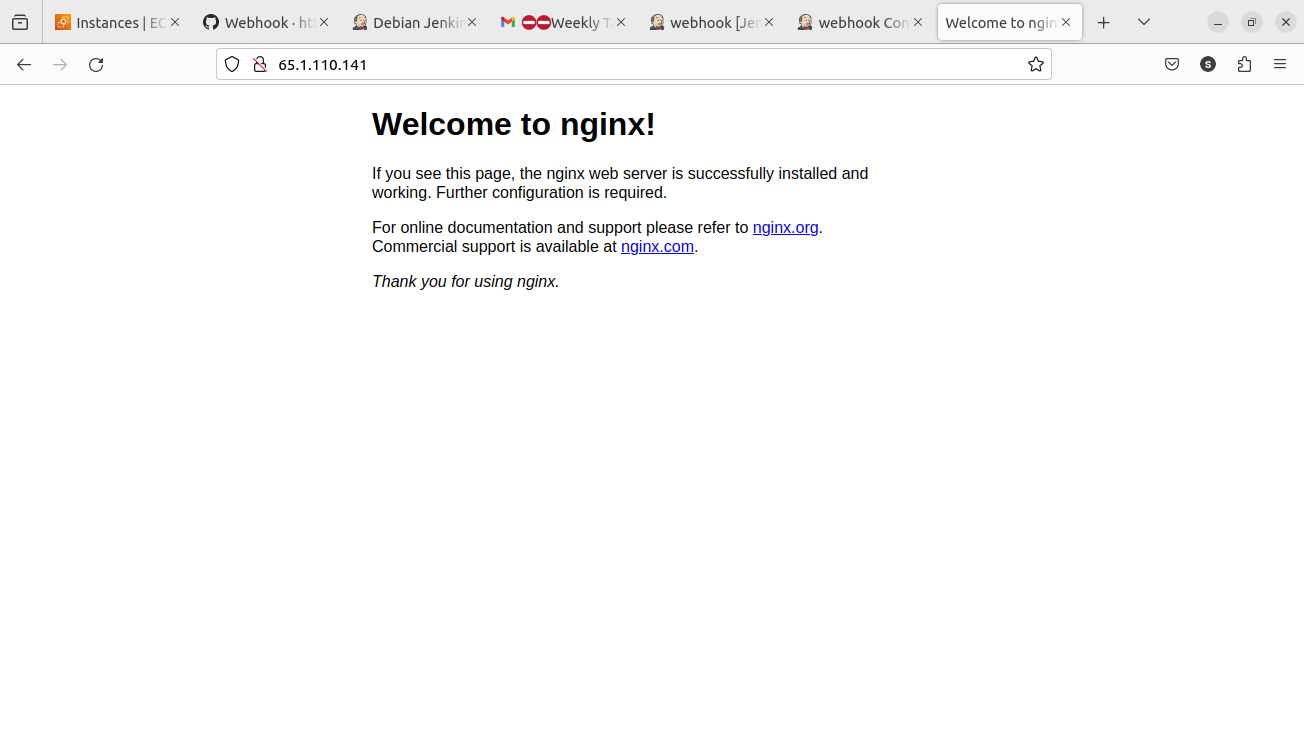 Instances | EC
Webhook · ht
Debian Jenki
Weekly T
webhook [Je
webhook Con
Welcome to ngin
65.1.110.141
S
Welcome to nginx!
If you see this page, the nginx web server is successfully installed and
working. Further configuration is required.
For online documentation and support please refer to nginx.org.
Commercial support is available at nginx.com.
Thank you for using nginx.